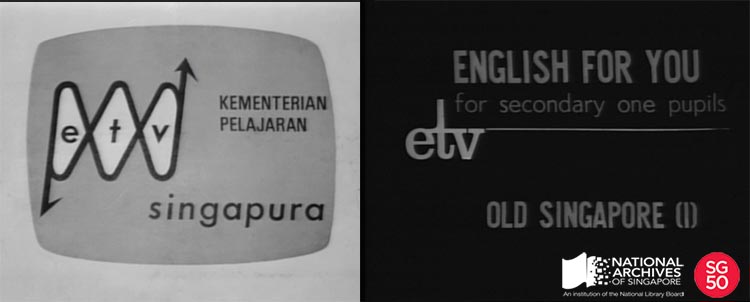 e t v
KEMENTERIAN
PELAJARAN
singapura
ENGLISH FOR YOU
for secondary one pupils
etv
OLD SINGAPORE (I)
NATIONAL
ARCHIVES
OF SINGAPORE
An institution of the National Library Board
SG
50